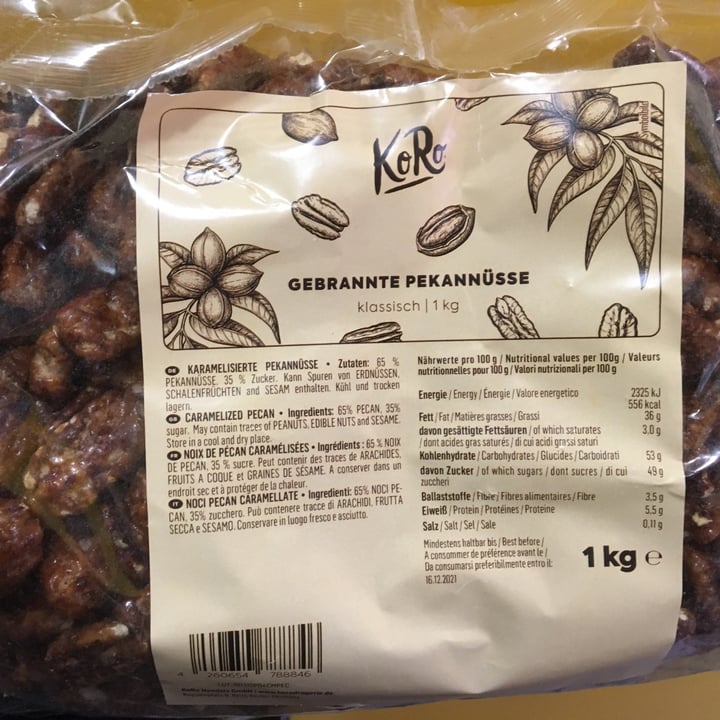 KoRo
Symbolbild
GEBRANNTE PEKANNÜSSE
klassisch | 1 kg
DE KARAMELISIERTE PEKANNÜSSE • Zutaten: 65 %
PEKANNÜSSE, 35 % Zucker. Kann Spuren von ERDNÜSSEN,
SCHALENFRÜCHTEN and SESAM enthalten. Kühl und trocken
lagern.
GB CARAMELIZED PECAN • Ingredients: 65% PECAN, 35%
sugar. May contain traces of PEANUTS, EDIBLE NUTS and SESAME.
Store in a cool and dry place.
FR NOIX DE PÉCAN CARAMÉLISÉES • Ingrédients : 65 % NOIX
DE PECAN, 35 % sucre. Peut contenir des traces de ARACHIDES,
FRUITS A COQUE et GRAINES DE SÉSAME. A conserver dans un
endroit sec et à protéger de la chaleur.
IT NOCI PECAN CARAMELLATE • Ingredienti: 65% NOCI PE-
CAN, 35% zucchero. Può contenere tracce di ARACHIDI, FRUTTA
SECCA e SESAMO. Conservare in luogo fresco e asciutto.
Nährwerte pro 100 g / Nutritional values per 100g / Valeurs
nutritionnelles pour 100 g / Valori nutrizionali per 100 g
Energie / Energy / Énergie / Valore energetico 2325 kJ
556 kcal
Fett / Fat / Matières grasses / Grassi 36 g
davon gesättigte Fettsäuren / of which saturates 3,0 g
/ dont acides gras saturés / di cui acidi grassi saturi
Kohlenhydrate / Carbohydrates / Glucides / Carboidrati 53 g
davon Zucker / of which sugars / dont sucres / di cui 49 g
zuccheri
Ballaststoffe / Fibre / Fibres alimentaires / Fibre 3,5 g
Eiweiß / Protein / Protéines / Proteine 5,5 g
Salz / Salt / Sel / Sale 0,11 g
Mindestens haltbar bis / Best before /
A consommer de préférence avant le /
Da consumarsi preferibilmente entro il:
16.12.2021
1 kg e
4 260654 788846